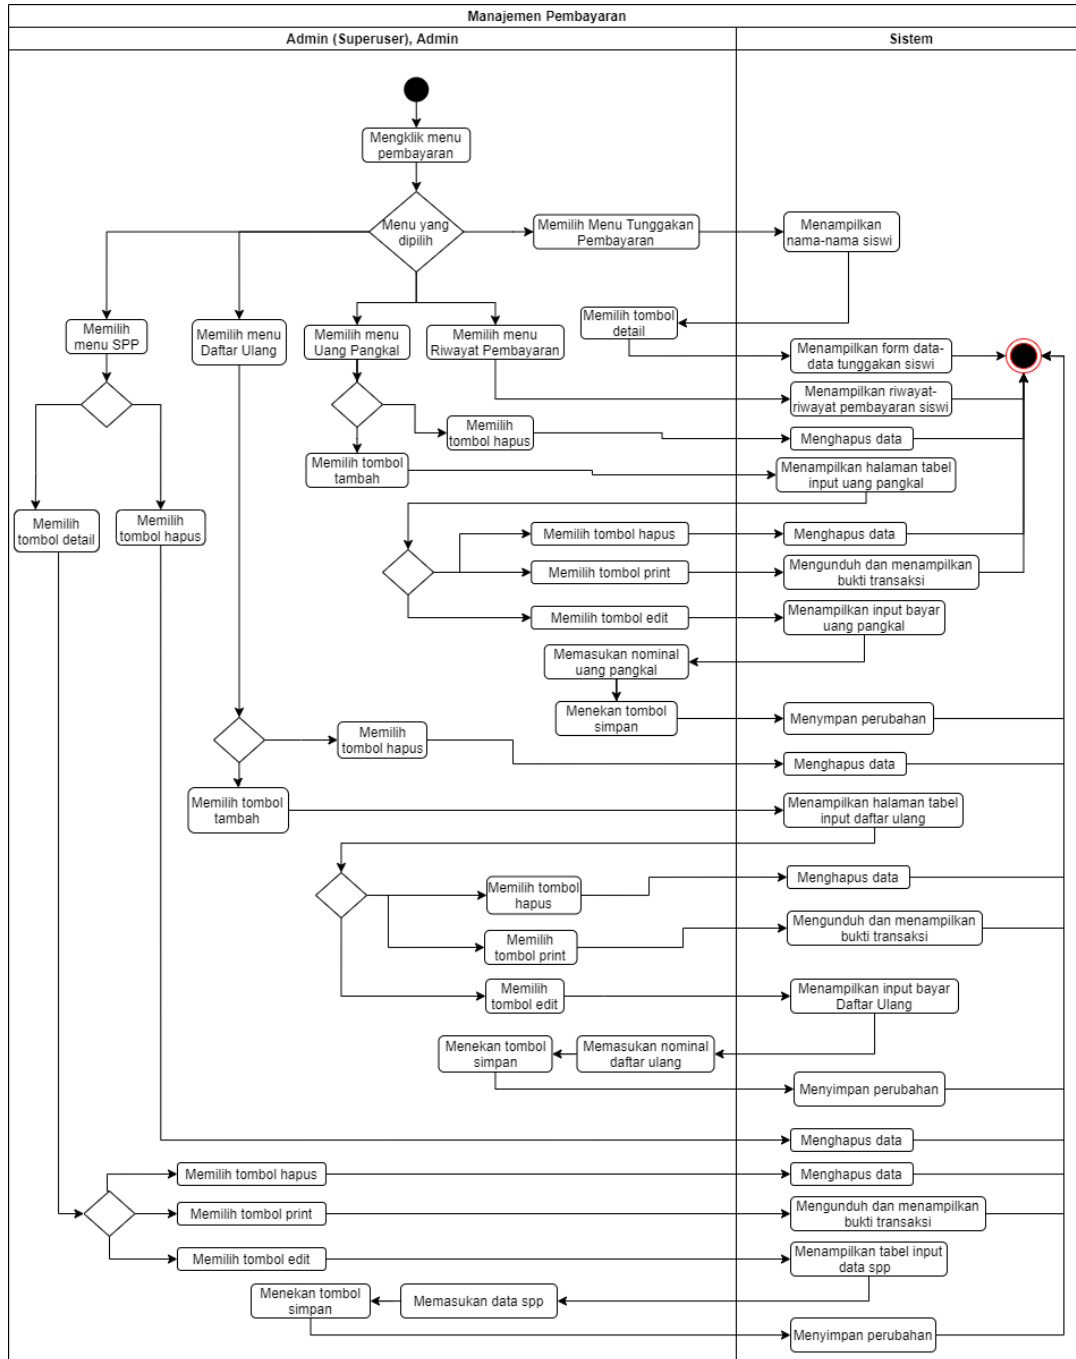 Manajemen Pembayaran
Admin (Superuser), Admin
Sistem
Mengklik menu
pembayaran
Menu yang
dipilih
Memilih Menu Tunggakan
Pembayaran
Menampilkan
nama-nama siswi
Memilih
menu SPP
Memilih menu
Daftar Ulang
Memilih menu
Uang Pangkal
Memilih menu
Riwayat Pembayaran
Memilih tombol
detail
Menampilkan form data-
data tunggakan siswi
Menampilkan riwayat-
riwayat pembayaran siswi
Memilih
tombol hapus
Menghapus data
Memilih tombol
tambah
Menampilkan halaman tabel
input uang pangkal
Memilih
tombol detail
Memilih
tombol hapus
Memilih tombol hapus
Menghapus data
Memilih tombol print
Mengunduh dan menampilkan
bukti transaksi
Memilih tombol edit
Menampilkan input bayar
uang pangkal
Memasukan nominal
uang pangkal
Menekan tombol
simpan
Menympan perubahan
Memilih
tombol hapus
Menghapus data
Memilih tombol
tambah
Menampilkan halaman tabel
input daftar ulang
Memilih tombol
hapus
Menghapus data
Memilih
tombol print
Mengunduh dan menampilkan
bukti transaksi
Memilih
tombol edit
Menampilkan input bayar
Daftar Ulang
Menekan tombol
simpan
Memasukan nominal
daftar ulang
Menyimpan perubahan
Menghapus data
Memilih tombol hapus
Menghapus data
Memilih tombol print
Mengunduh dan menampilkan
bukti transaksi
Memilih tombol edit
Menampilkan tabel input
data spp
Menekan tombol
simpan
Memasukan data spp
Menyimpan perubahan